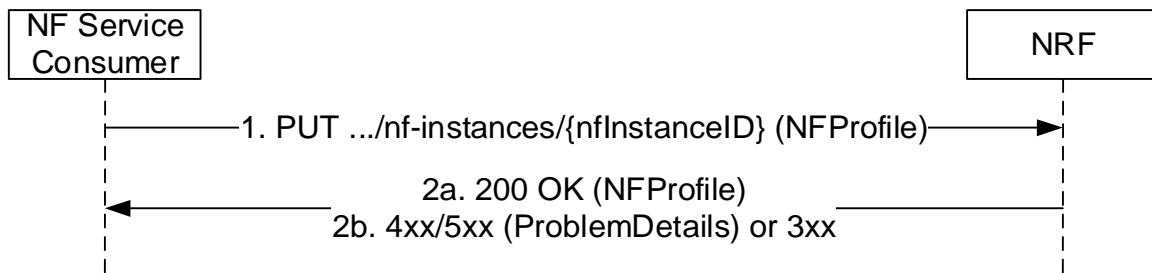 NF Service
Consumer
NRF
1. PUT .../nf-instances/{nfInstanceID} (NFProfile)
2a. 200 OK (NFProfile)
2b. 4xx/5xx (ProblemDetails) or 3xx